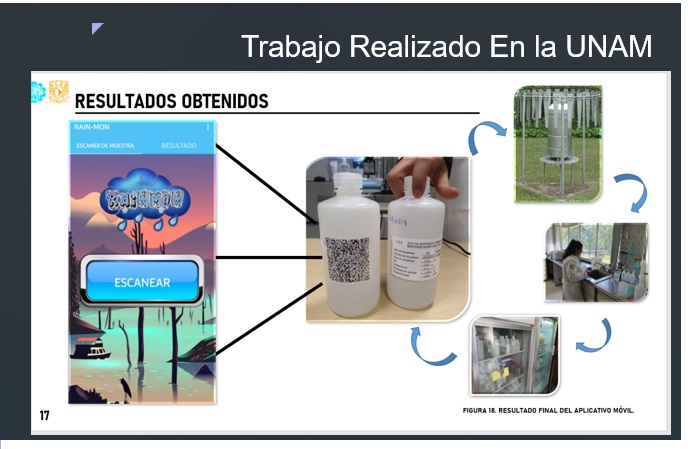 Trabajo Realizado En la UNAM
RESULTADOS OBTENIDOS
RAIN-MON
ESCANER DE MUESTRA
RESULTADO
RAINMON
ESCANEAR
17
FIGURA 18. RESULTADO FINAL DEL APLICATIVO MÓVIL.